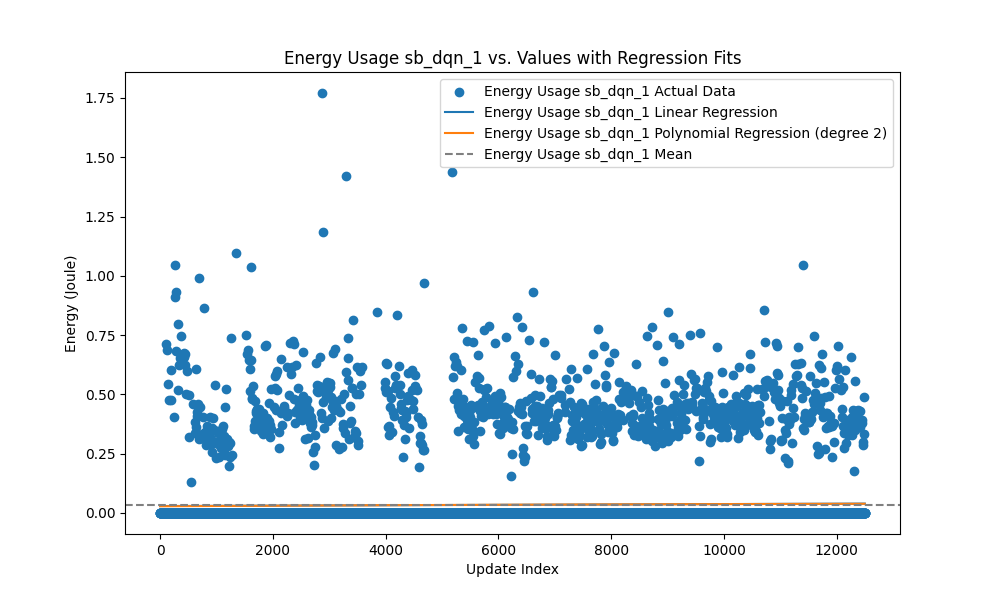 Energy Usage sb_dqn_1 vs. Values with Regression Fits
Energy Usage sb_dqn_1 Actual Data
Energy Usage sb_dqn_1 Linear Regression
Energy Usage sb_dqn_1 Polynomial Regression (degree 2)
Energy Usage sb_dqn_1 Mean
1.75
1.50
1.25
1.00
0.75
0.50
0.25
0.00
Energy (Joule)
0 2000 4000 6000 8000 10000 12000
Update Index